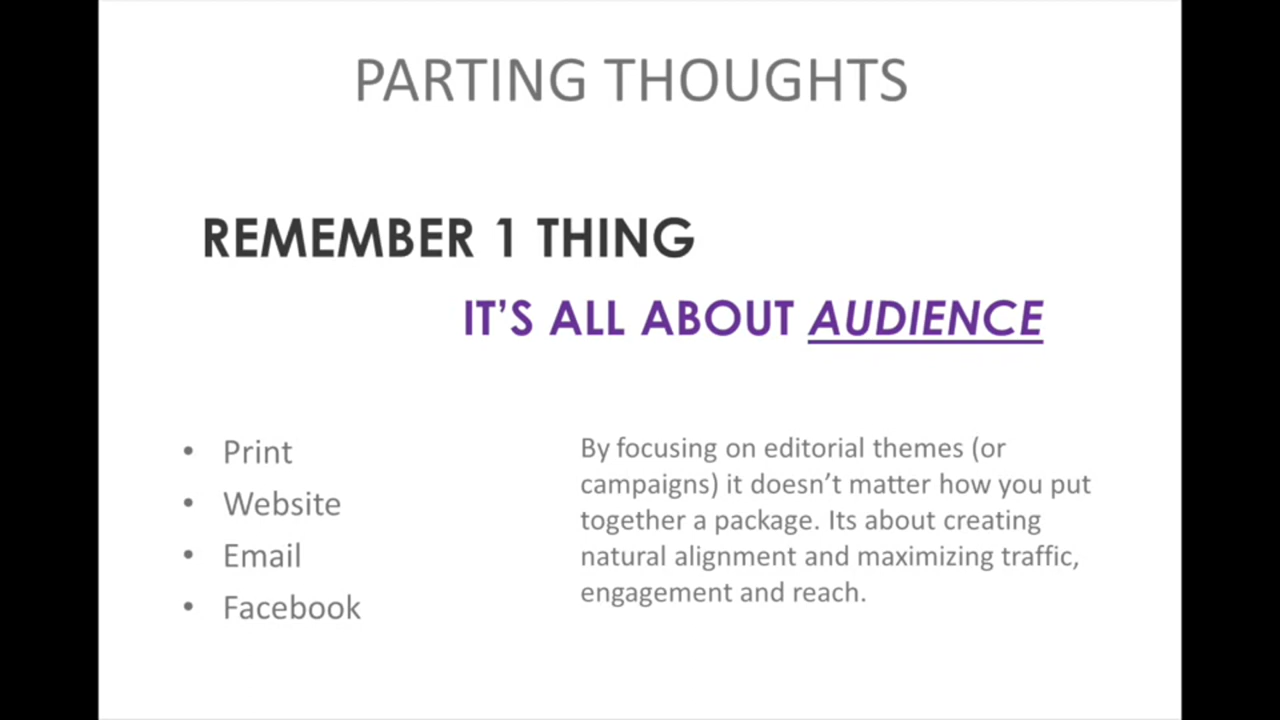 PARTING THOUGHTS
REMEMBER 1 THING
IT’S ALL ABOUT AUDIENCE
• Print
• Website
• Email
• Facebook
By focusing on editorial themes (or
campaigns) it doesn’t matter how you put
together a package. Its about creating
natural alignment and maximizing traffic,
engagement and reach.